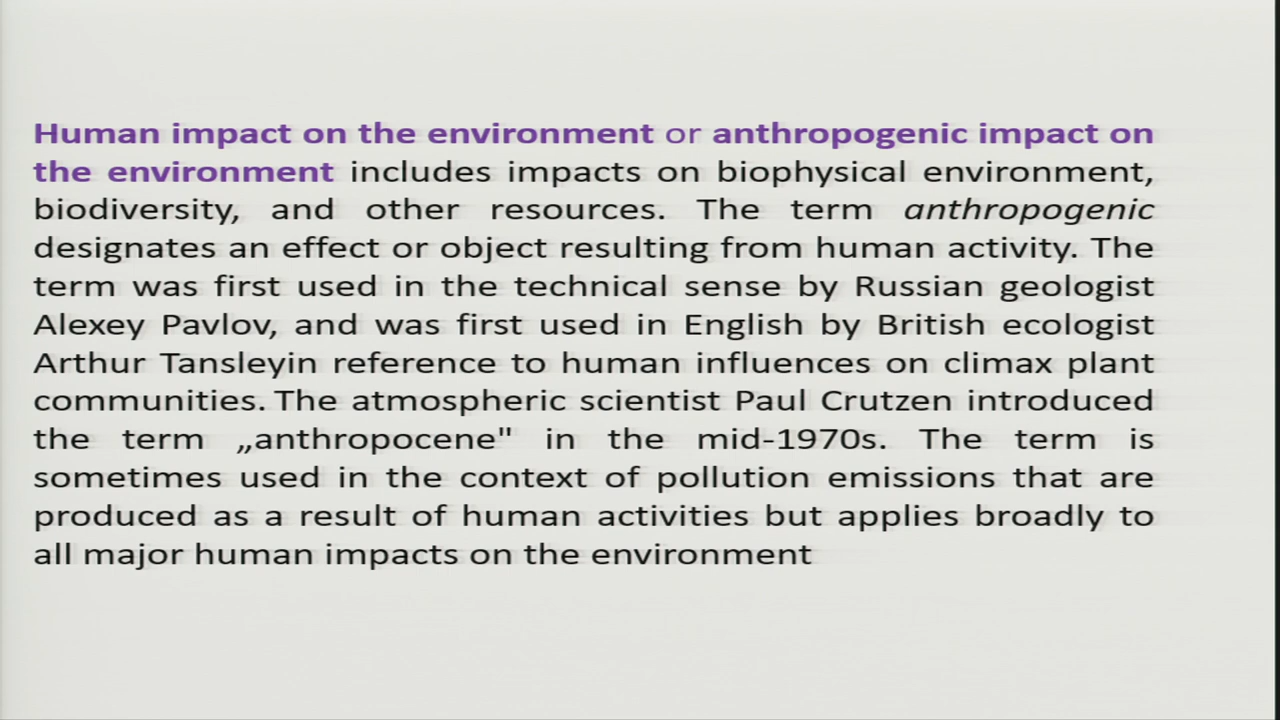 Human impact on the environment or anthropogenic impact on
the environment includes impacts on biophysical environment,
biodiversity, and other resources. The term anthropogenic
designates an effect or object resulting from human activity. The
term was first used in the technical sense by Russian geologist
Alexey Pavlov, and was first used in English by British ecologist
Arthur Tansleyin reference to human influences on climax plant
communities. The atmospheric scientist Paul Crutzen introduced
the term „anthropocene" in the mid-1970s. The term is
sometimes used in the context of pollution emissions that are
produced as a result of human activities but applies broadly to
all major human impacts on the environment